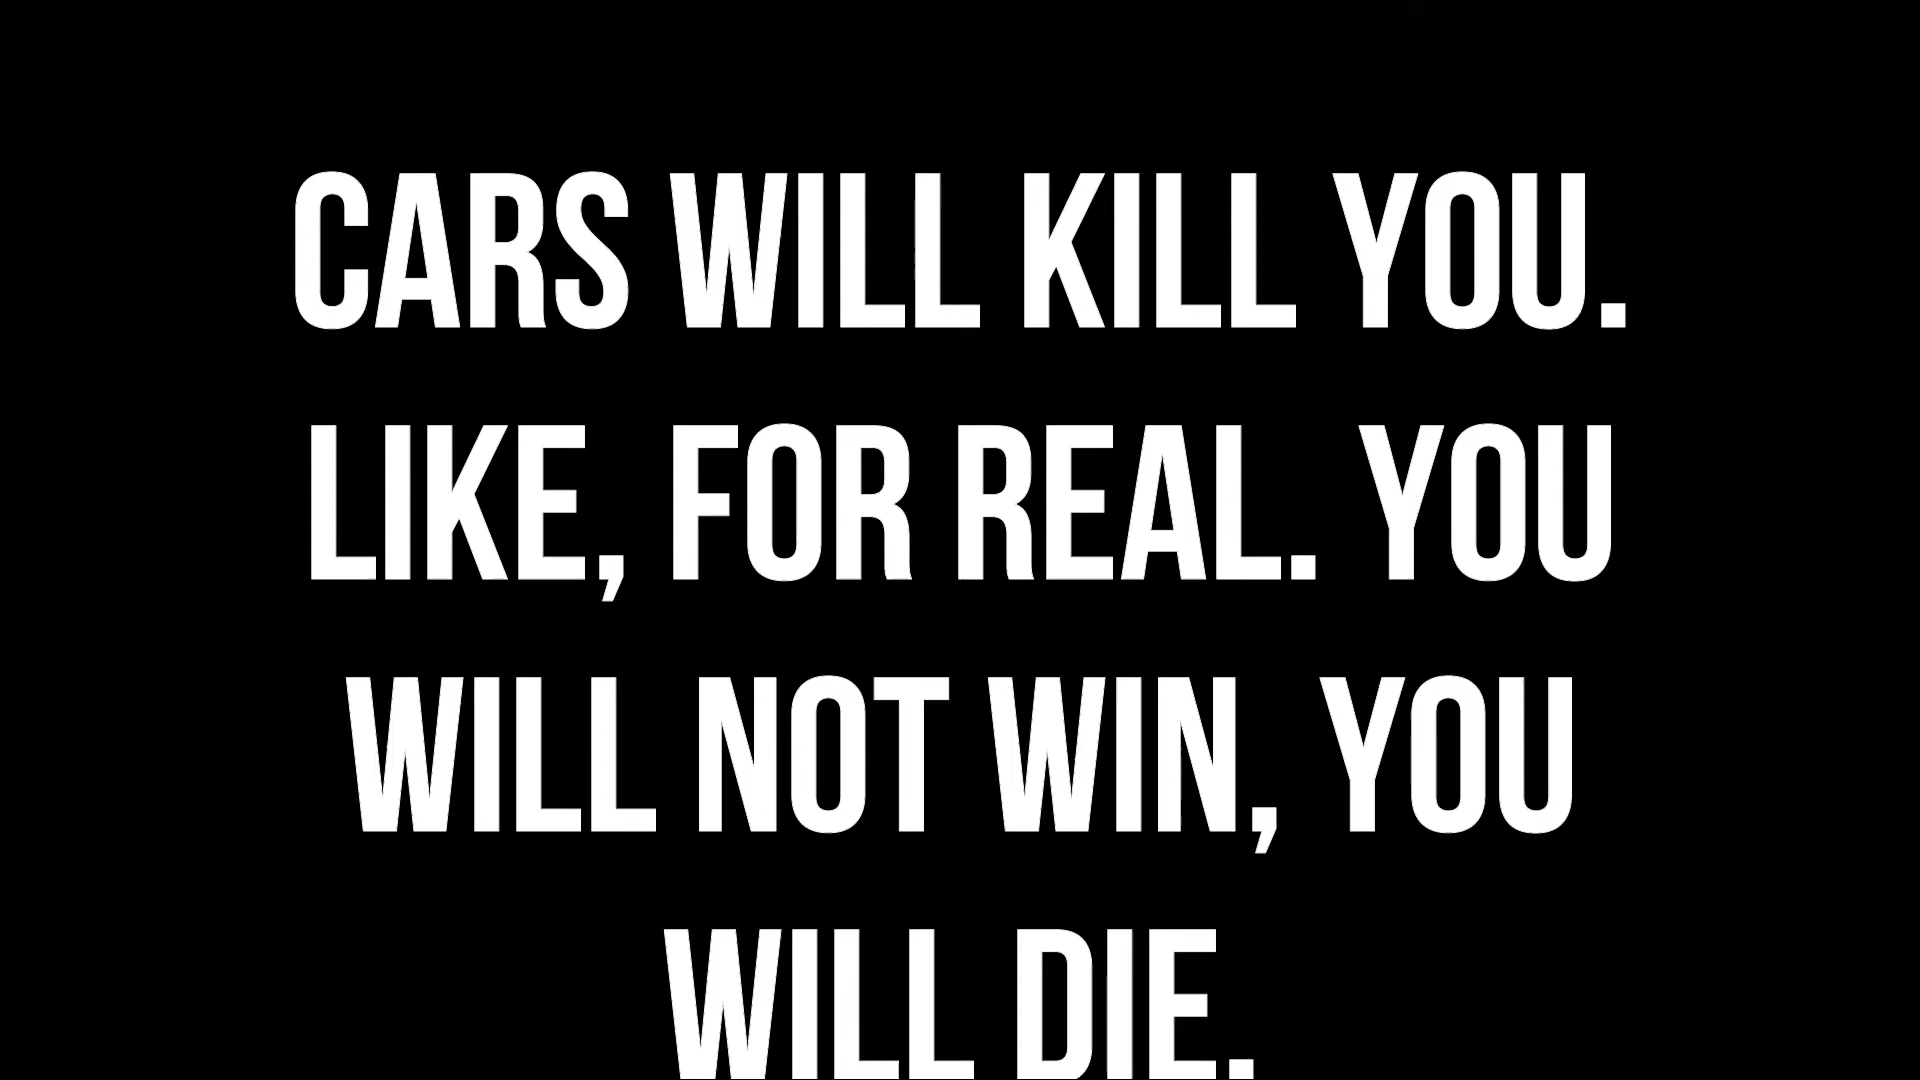 CARS WILL KILL YOU.
LIKE, FOR REAL. YOU
WILL NOT WIN, YOU
WILL DIE.